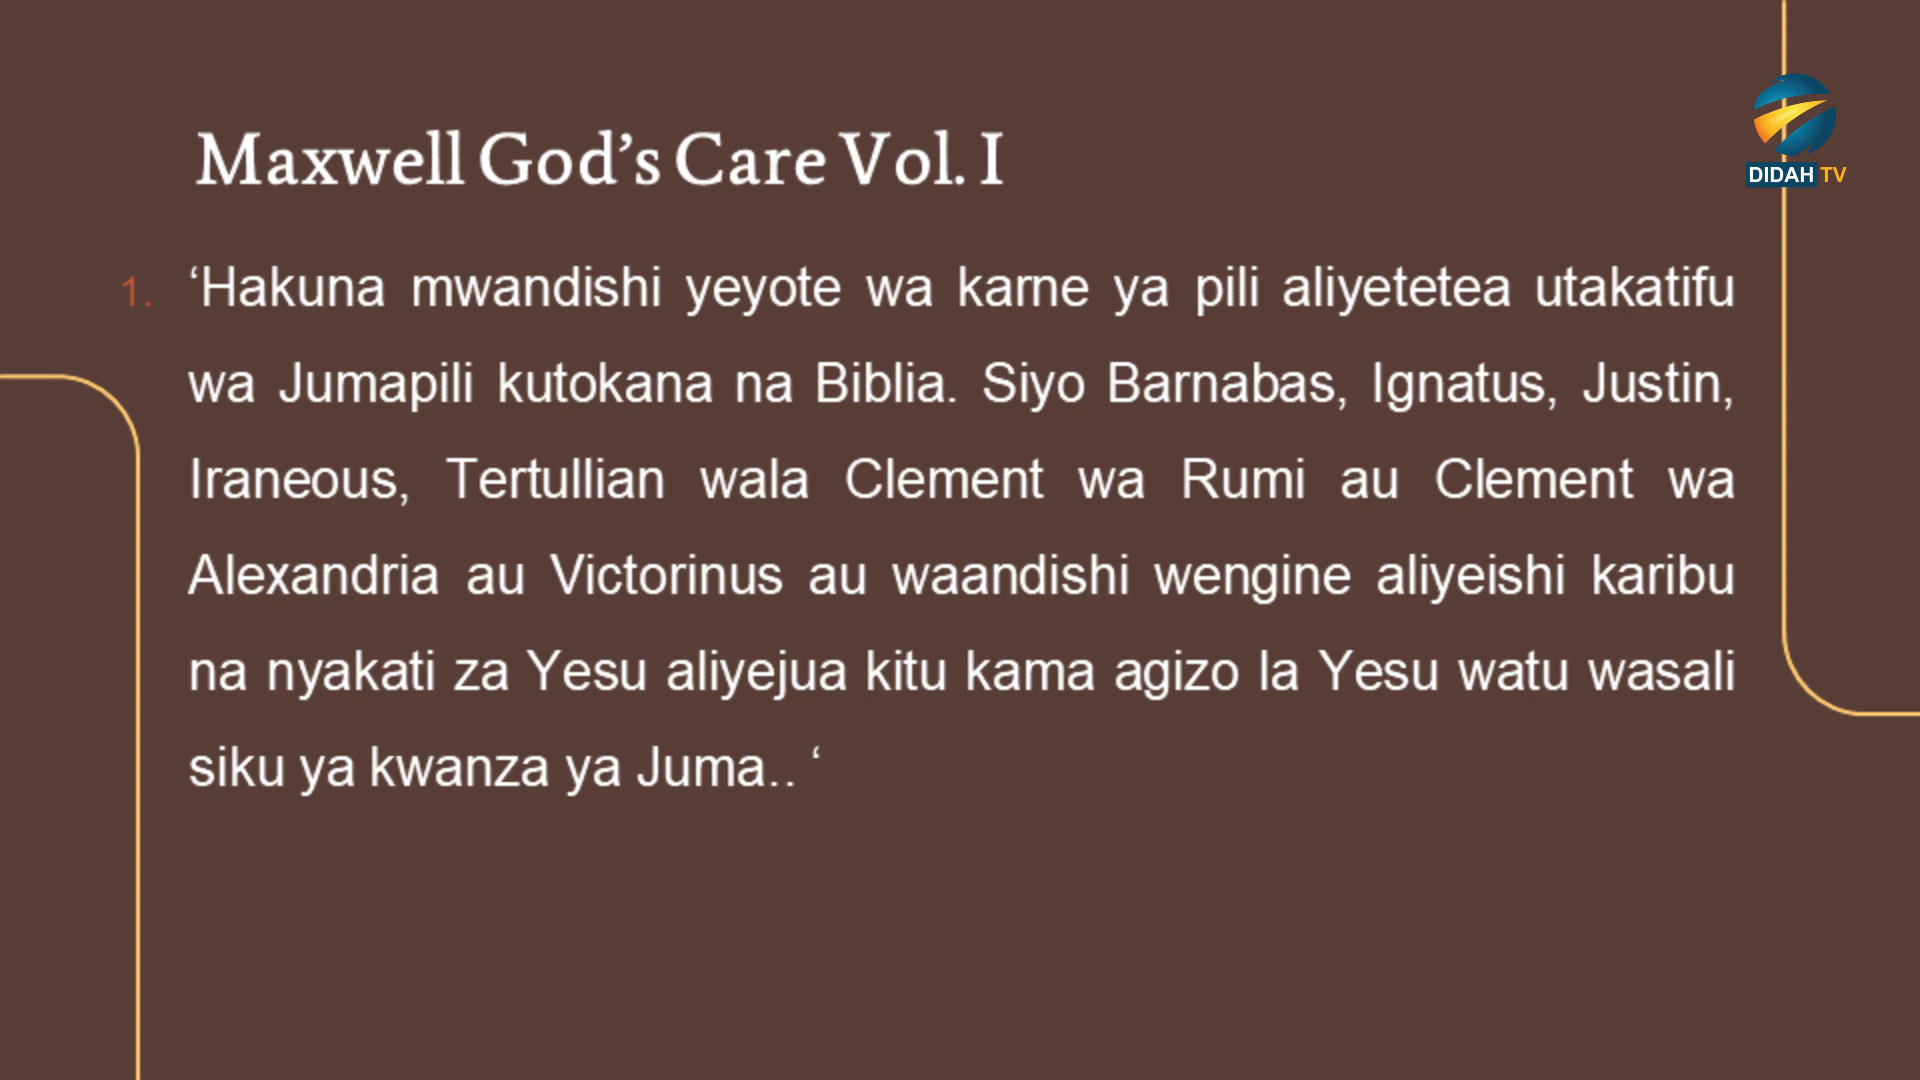 DIDAH TV
Maxwell God’s Care Vol. I
1. ‘Hakuna mwandishi yeyote wa karne ya pili aliyetetea utakatifu
wa Jumapili kutokana na Biblia. Siyo Barnabas, Ignatus, Justin,
Iraneous, Tertullian wala Clement wa Rumi au Clement wa
Alexandria au Victorinus au waandishi wengine aliyeishi karibu
na nyakati za Yesu aliyejua kitu kama agizo la Yesu watu wasali
siku ya kwanza ya Juma.. ‘